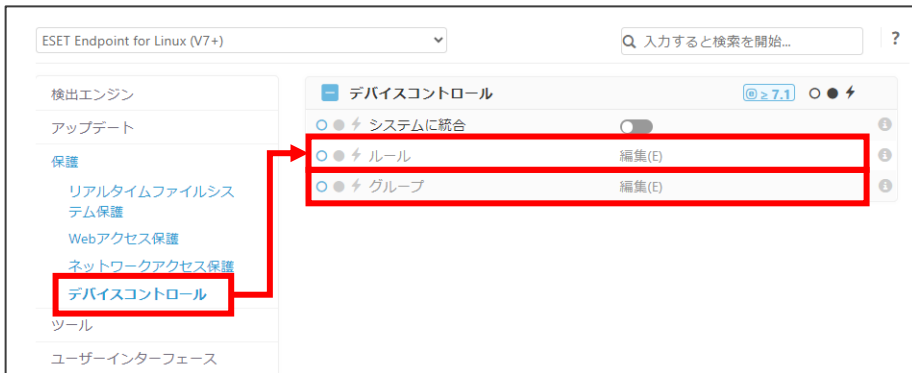 ESET Endpoint for Linux (V7+)
入力すると検索を開始...
?
検出エンジン
アップデート
保護
リアルタイムファイルシス
テム保護
Webアクセス保護
ネットワークアクセス保護
デバイスコントロール
ツール
ユーザーインターフェース
デバイスコントロール
≥ 7.1
システムに統合
ルール
編集(E)
グループ
編集(E)